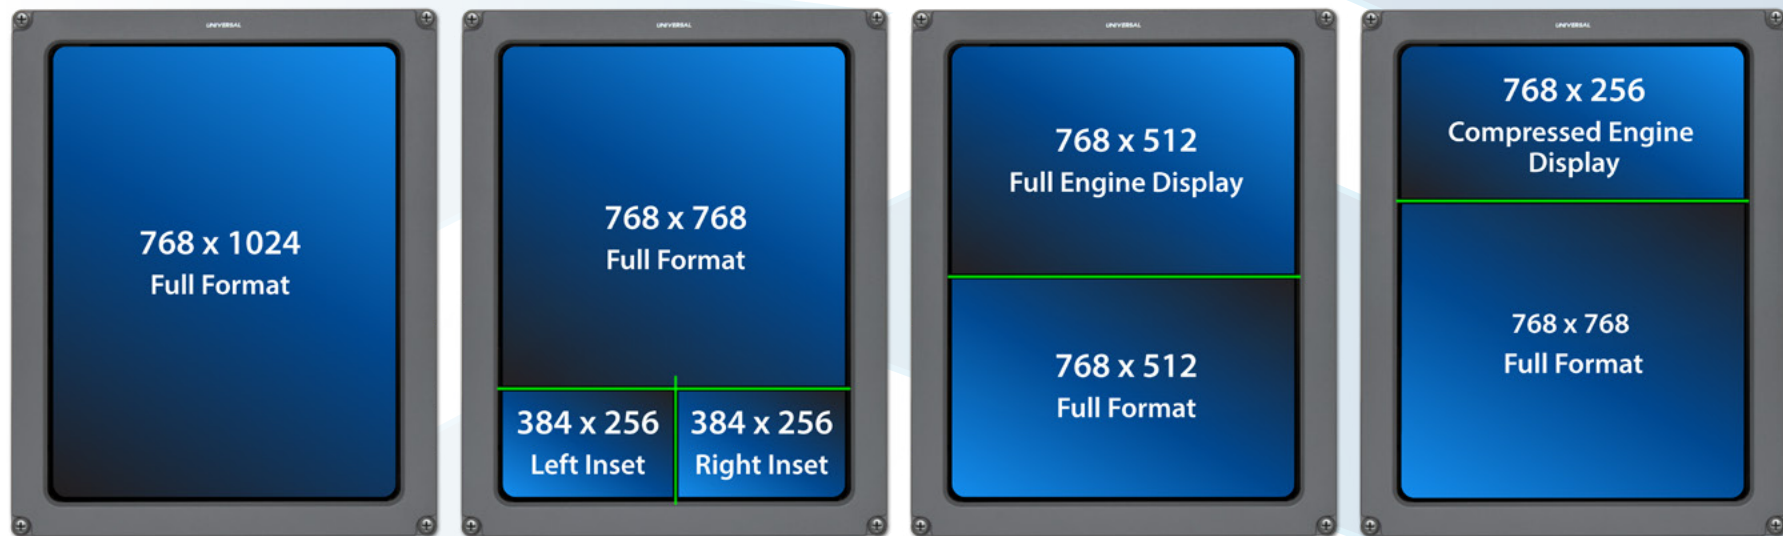 UNIVERSAL
768 x 1024
Full Format
UNIVERSAL
768 x 768
Full Format
384 x 256
Left Inset
384 x 256
Right Inset
UNIVERSAL
768 x 512
Full Engine Display
768 x 512
Full Format
UNIVERSAL
768 x 256
Compressed Engine
Display
768 x 768
Full Format